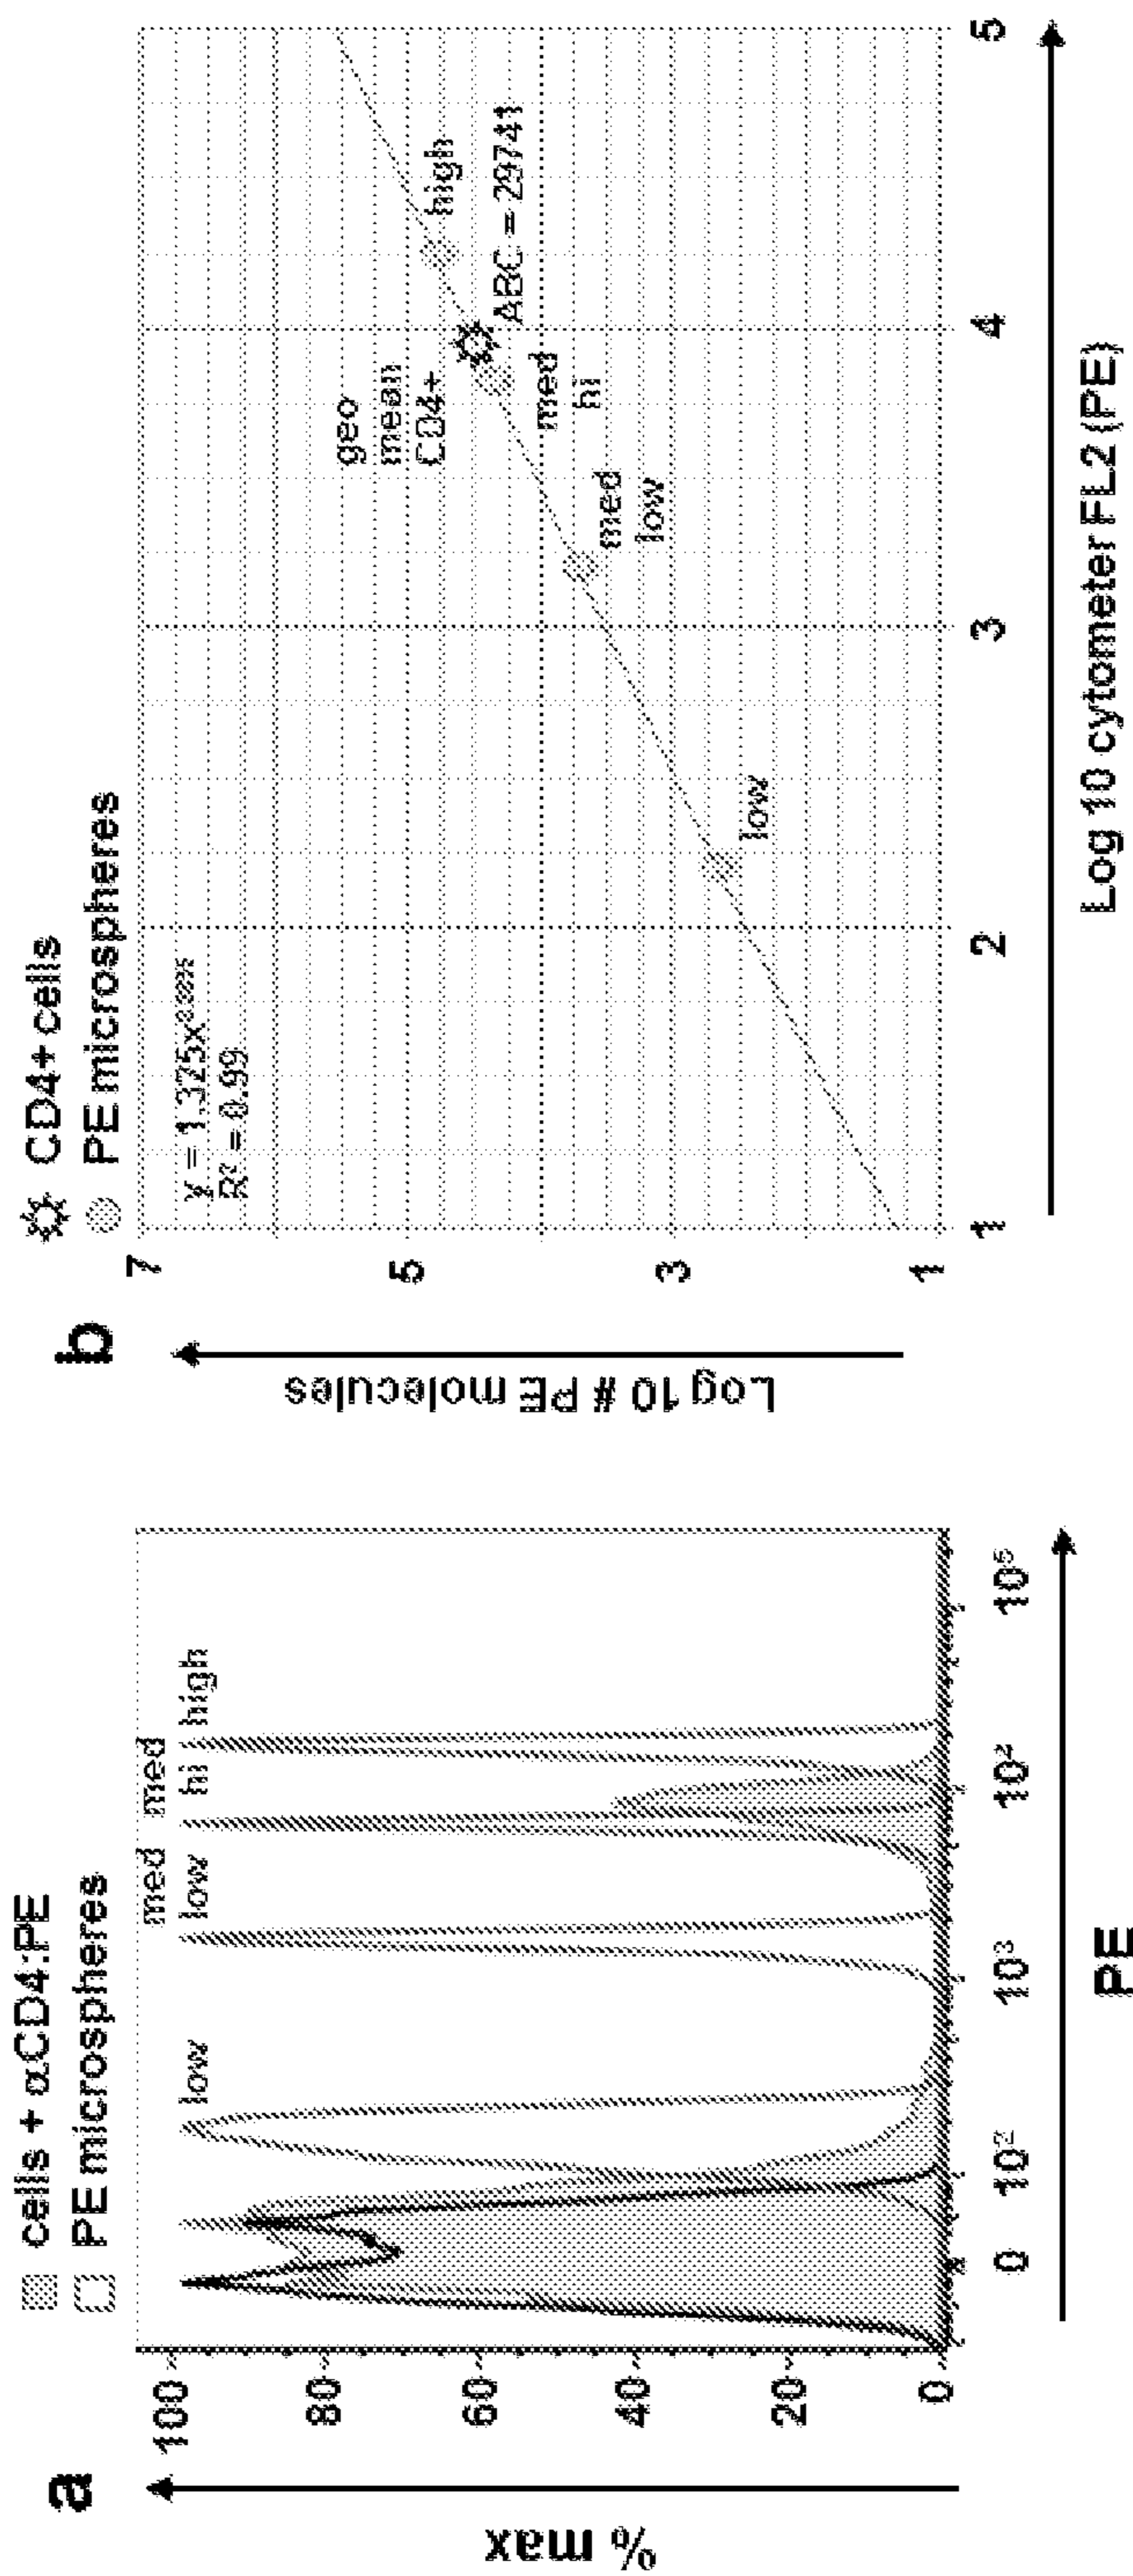 a
cells + αCD4:PE
PE microspheres
low
med
low
med
hi
high
% max
100
80
60
40
20
0
0
10²
10³
10⁴
10⁵
PE
b
CD4+ cells
PE microspheres
R² = 0.99
geo
mean
CD4+
high
ABC = 29741
med
hi
med
low
low
Log 10 # PE molecules
7
5
3
1
1
2
3
4
5
Log 10 cytometer FL2 (PE)